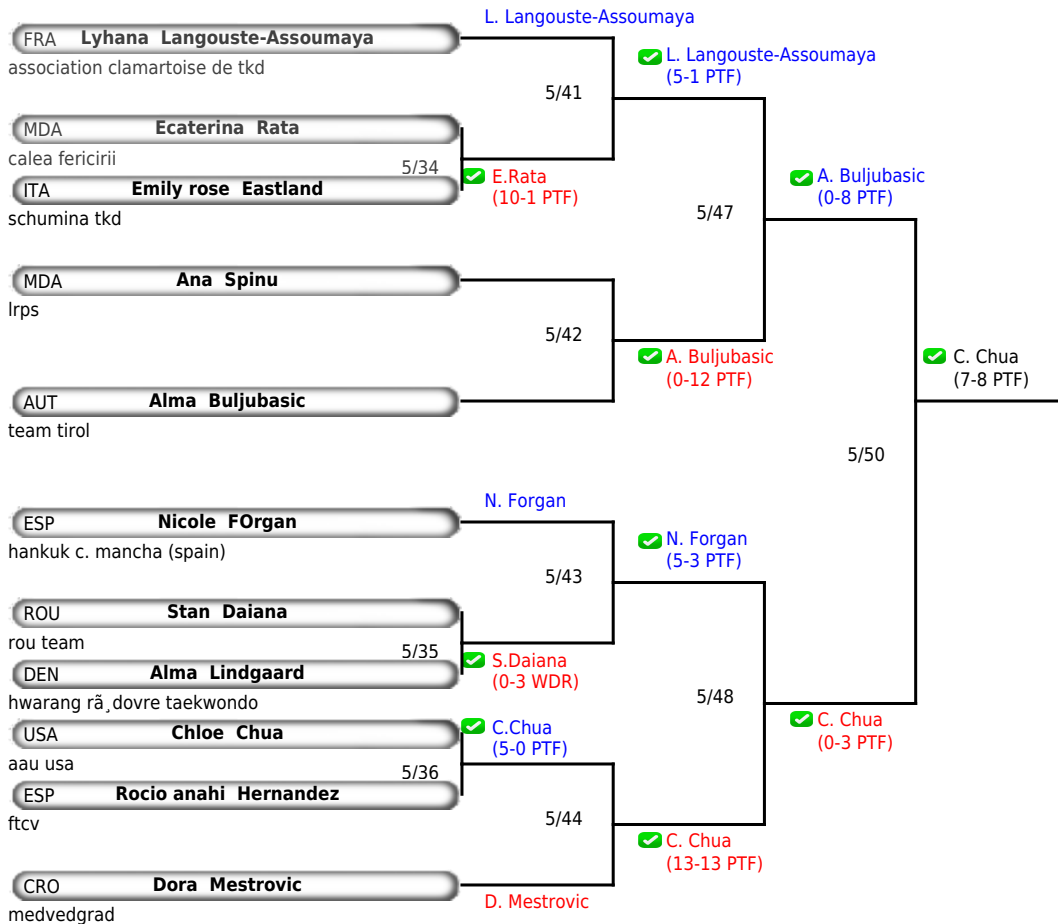 L. Langouste-Assoumaya
FRA Lyhana Langouste-Assoumaya
association clamartoise de tkd
L. Langouste-Assoumaya
(5-1 PTF)
5/41
MDA Ecaterina Rata
calea fericirii
5/34
ITA Emily rose Eastland
schumina tkd
E.Rata
(10-1 PTF)
A. Buljubasic
(0-8 PTF)
5/47
MDA Ana Spinu
lrps
5/42
A. Buljubasic
(0-12 PTF)
AUT Alma Buljubasic
team tirol
C. Chua
(7-8 PTF)
5/50
N. Forgan
ESP Nicole FOrgan
hankuk c. mancha (spain)
N. Forgan
(5-3 PTF)
5/43
ROU Stan Daiana
rou team
5/35
DEN Alma Lindgaard
hwarang rã¸dovre taekwondo
S.Daiana
(0-3 WDR)
5/48
C. Chua
(0-3 PTF)
USA Chloe Chua
aau usa
C.Chua
(5-0 PTF)
5/36
ESP Rocio anahi Hernandez
ftcv
5/44
C. Chua
(13-13 PTF)
CRO Dora Mestrovic
medvedgrad
D. Mestrovic